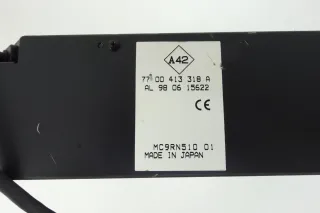 A42
77 00 413 318 A
AL 98 06 15622
CE
MC9RN510 01
MADE IN JAPAN